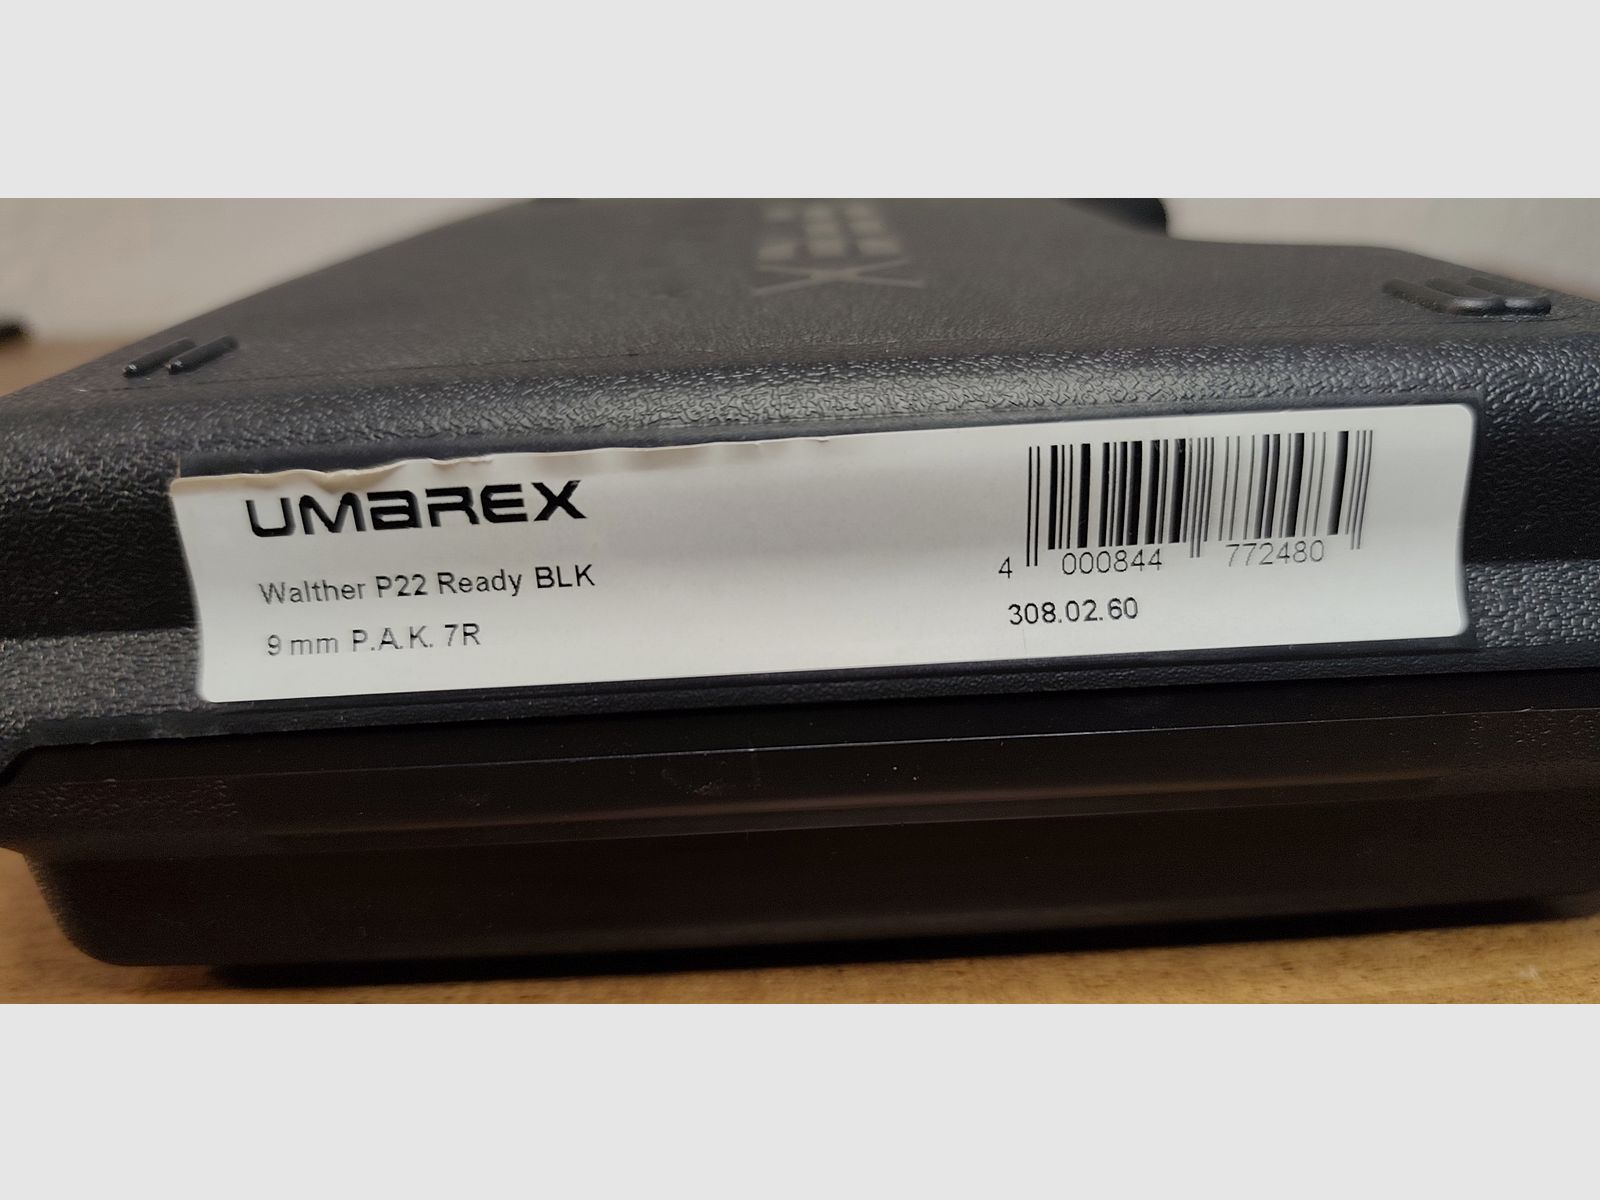 UMAREX
Walther P22 Ready BLK
9 mm P.A.K. 7R
4 000844 772480
308.02.60